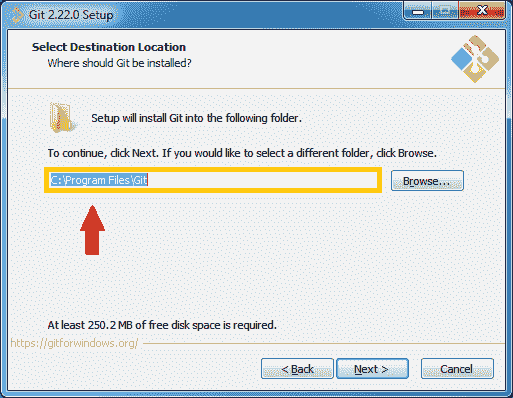 Git 2.22.0 Setup
Select Destination Location
Where should Git be installed?
Setup will install Git into the following folder.
To continue, click Next. If you would like to select a different folder, click Browse.
C:\Program Files\Git
Browse...
At least 250.2 MB of free disk space is required.
https://gitforwindows.org/
< Back
Next >
Cancel